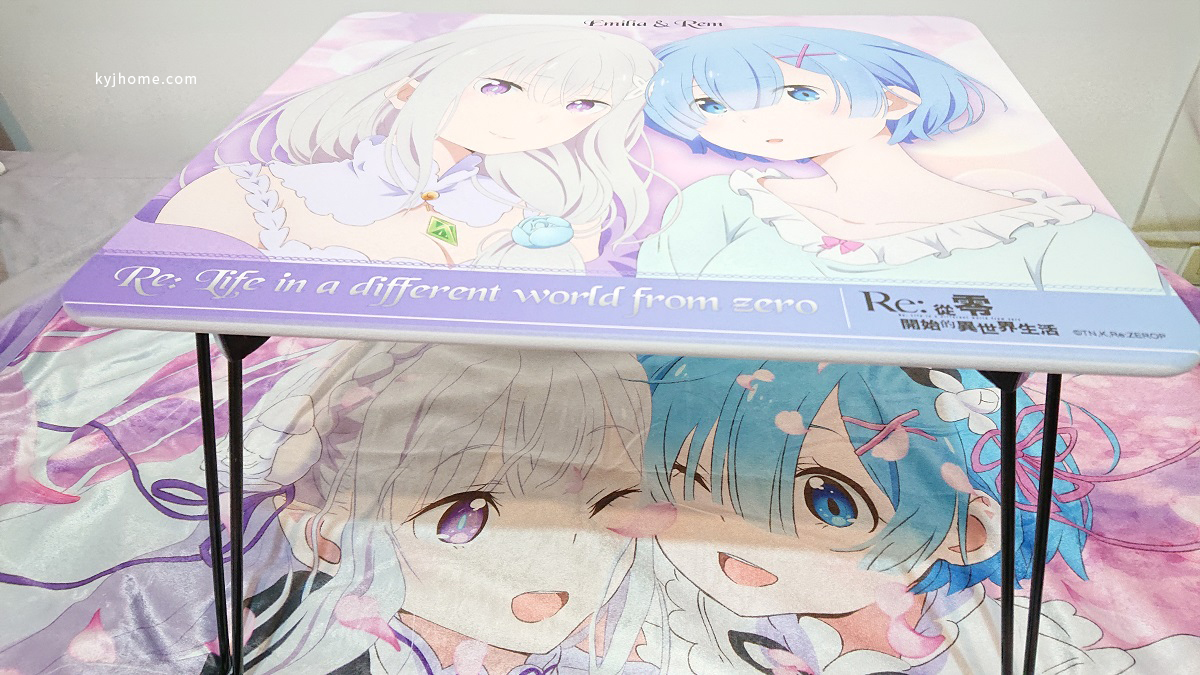 Emilia & Rem
kyjhome.com
Re: Life in a different world from zero
Re: 從零
開始的異世界生活
©TN.K.Re:ZEROP